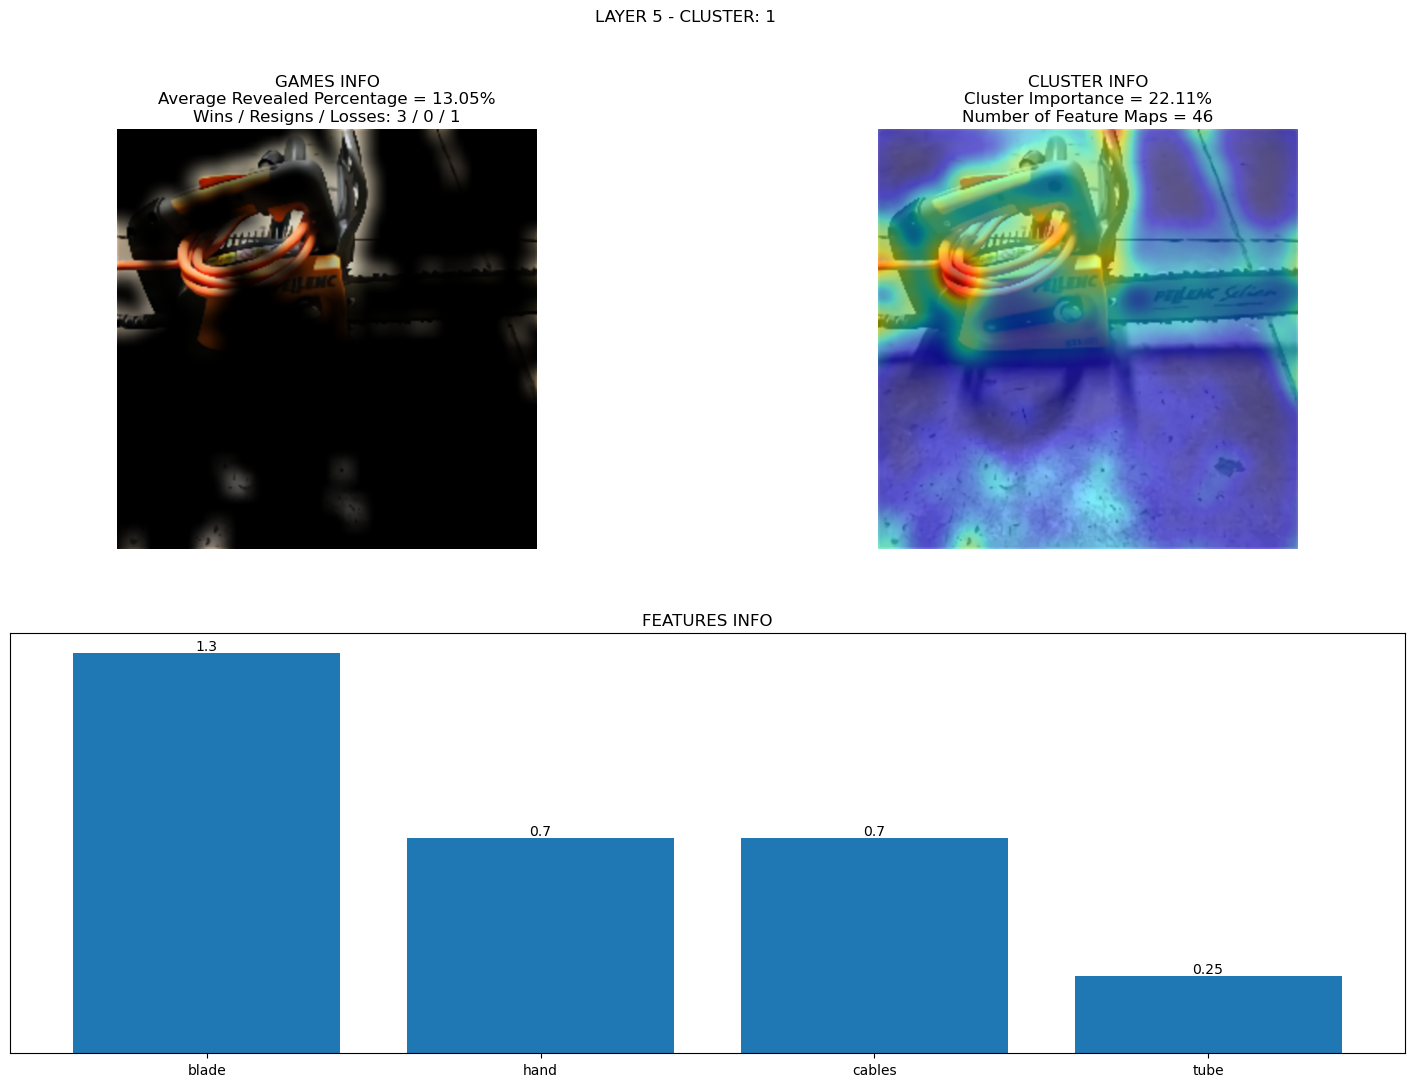 LAYER 5 - CLUSTER: 1
GAMES INFO
Average Revealed Percentage = 13.05%
Wins / Resigns / Losses: 3 / 0 / 1
PELLENC
CLUSTER INFO
Cluster Importance = 22.11%
Number of Feature Maps = 46
PELLENC
PELLENC Selion
FEATURES INFO
1.3
0.7
0.7
0.25
blade
hand
cables
tube